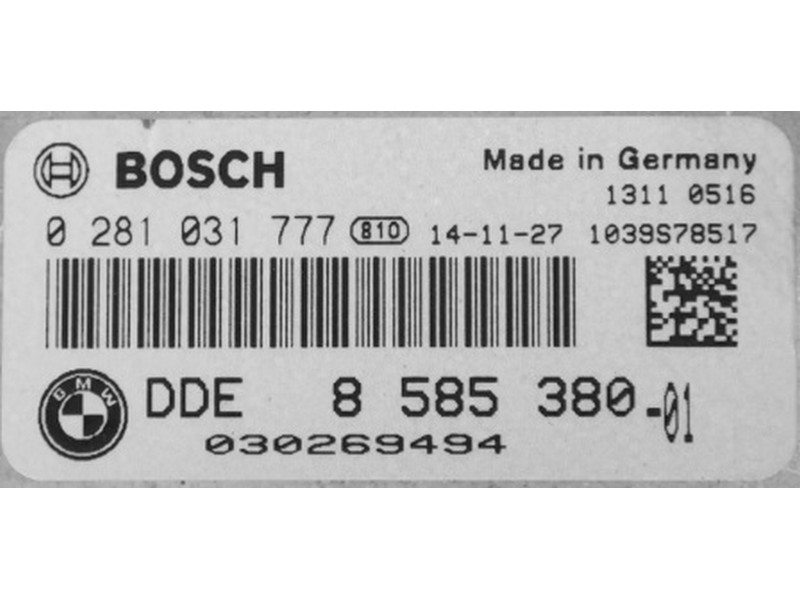 BOSCH Made in Germany
1311 0516
0 281 031 777 810 14-11-27 1039S78517
DDE 8 585 380-01
BMW
030269494